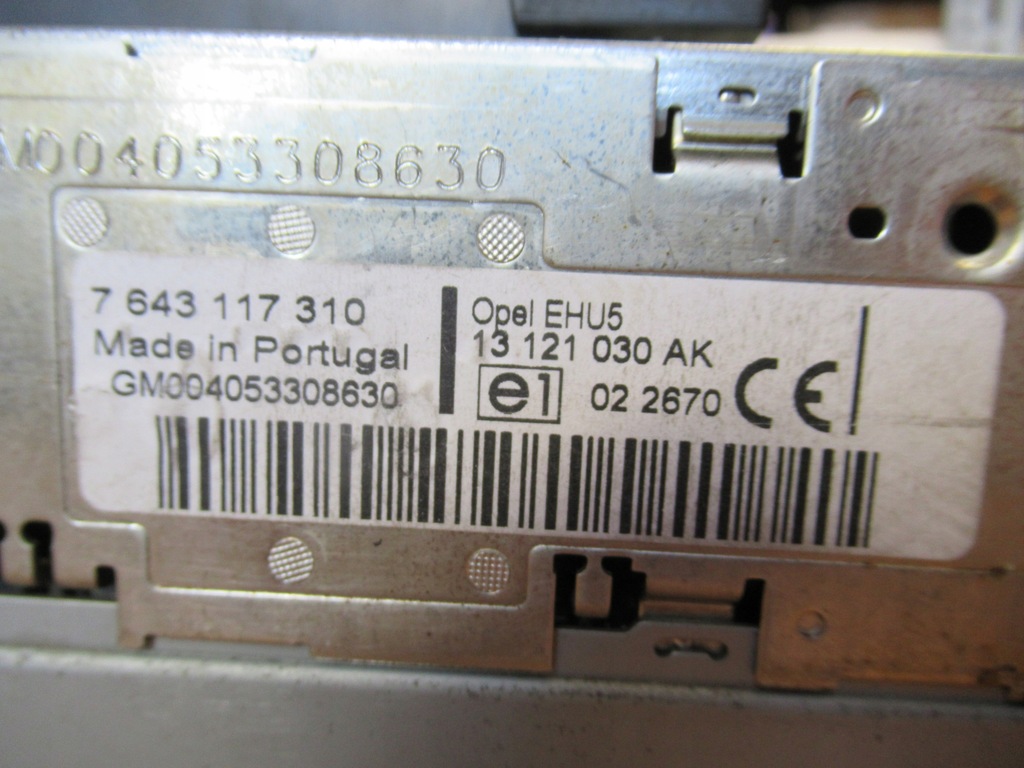 M004053308630
7 643 117 310
Made in Portugal
GM004053308630
Opel EHU5
13 121 030 AK
e1 02 2670 CE